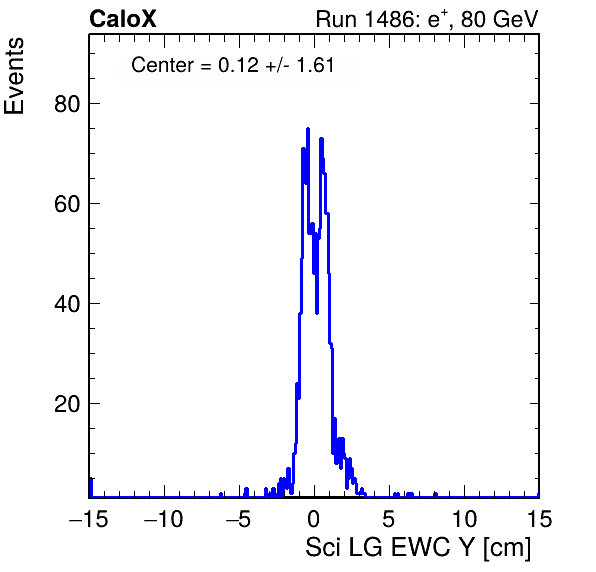 CaloX Run 1486: e⁺, 80 GeV
Center = 0.12 +/- 1.61
Events
80
60
40
20
−15 −10 −5 0 5 10 15
Sci LG EWC Y [cm]